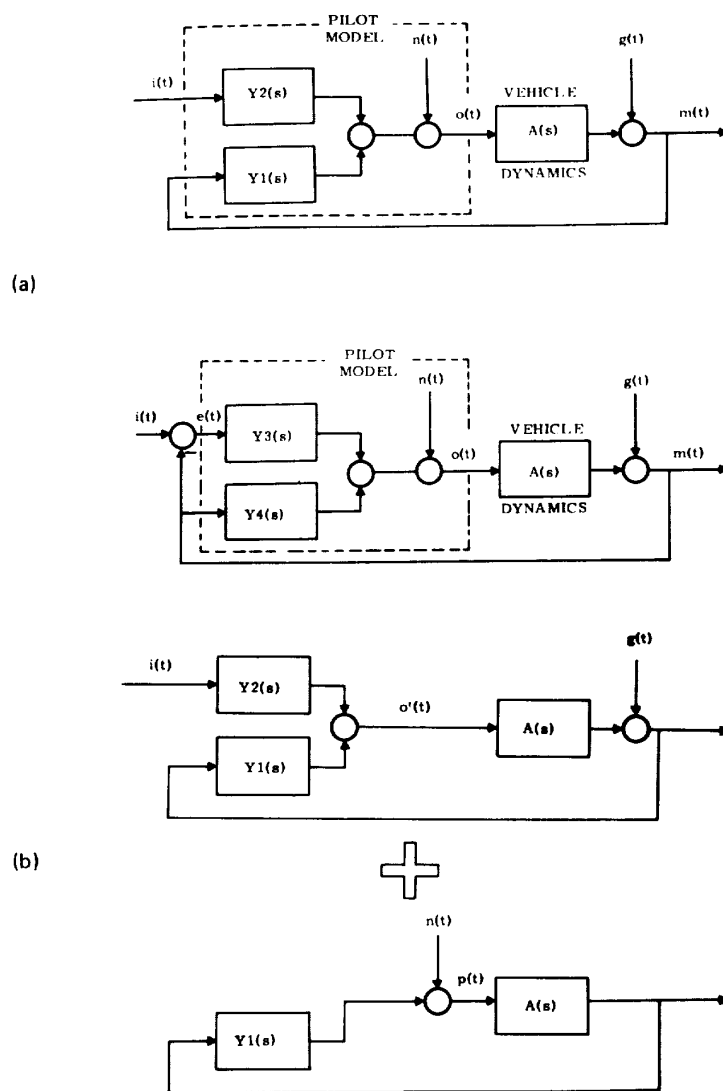 PILOT
MODEL
n(t)
g(t)
i(t)
Y2(s)
o(t)
VEHICLE
A(s)
DYNAMICS
m(t)
Y1(s)
(a)
PILOT
MODEL
n(t)
g(t)
i(t)
e(t)
Y3(s)
o(t)
VEHICLE
A(s)
DYNAMICS
m(t)
Y4(s)
g(t)
i(t)
Y2(s)
o'(t)
A(s)
Y1(s)
(b)
n(t)
p(t)
A(s)
Y1(s)